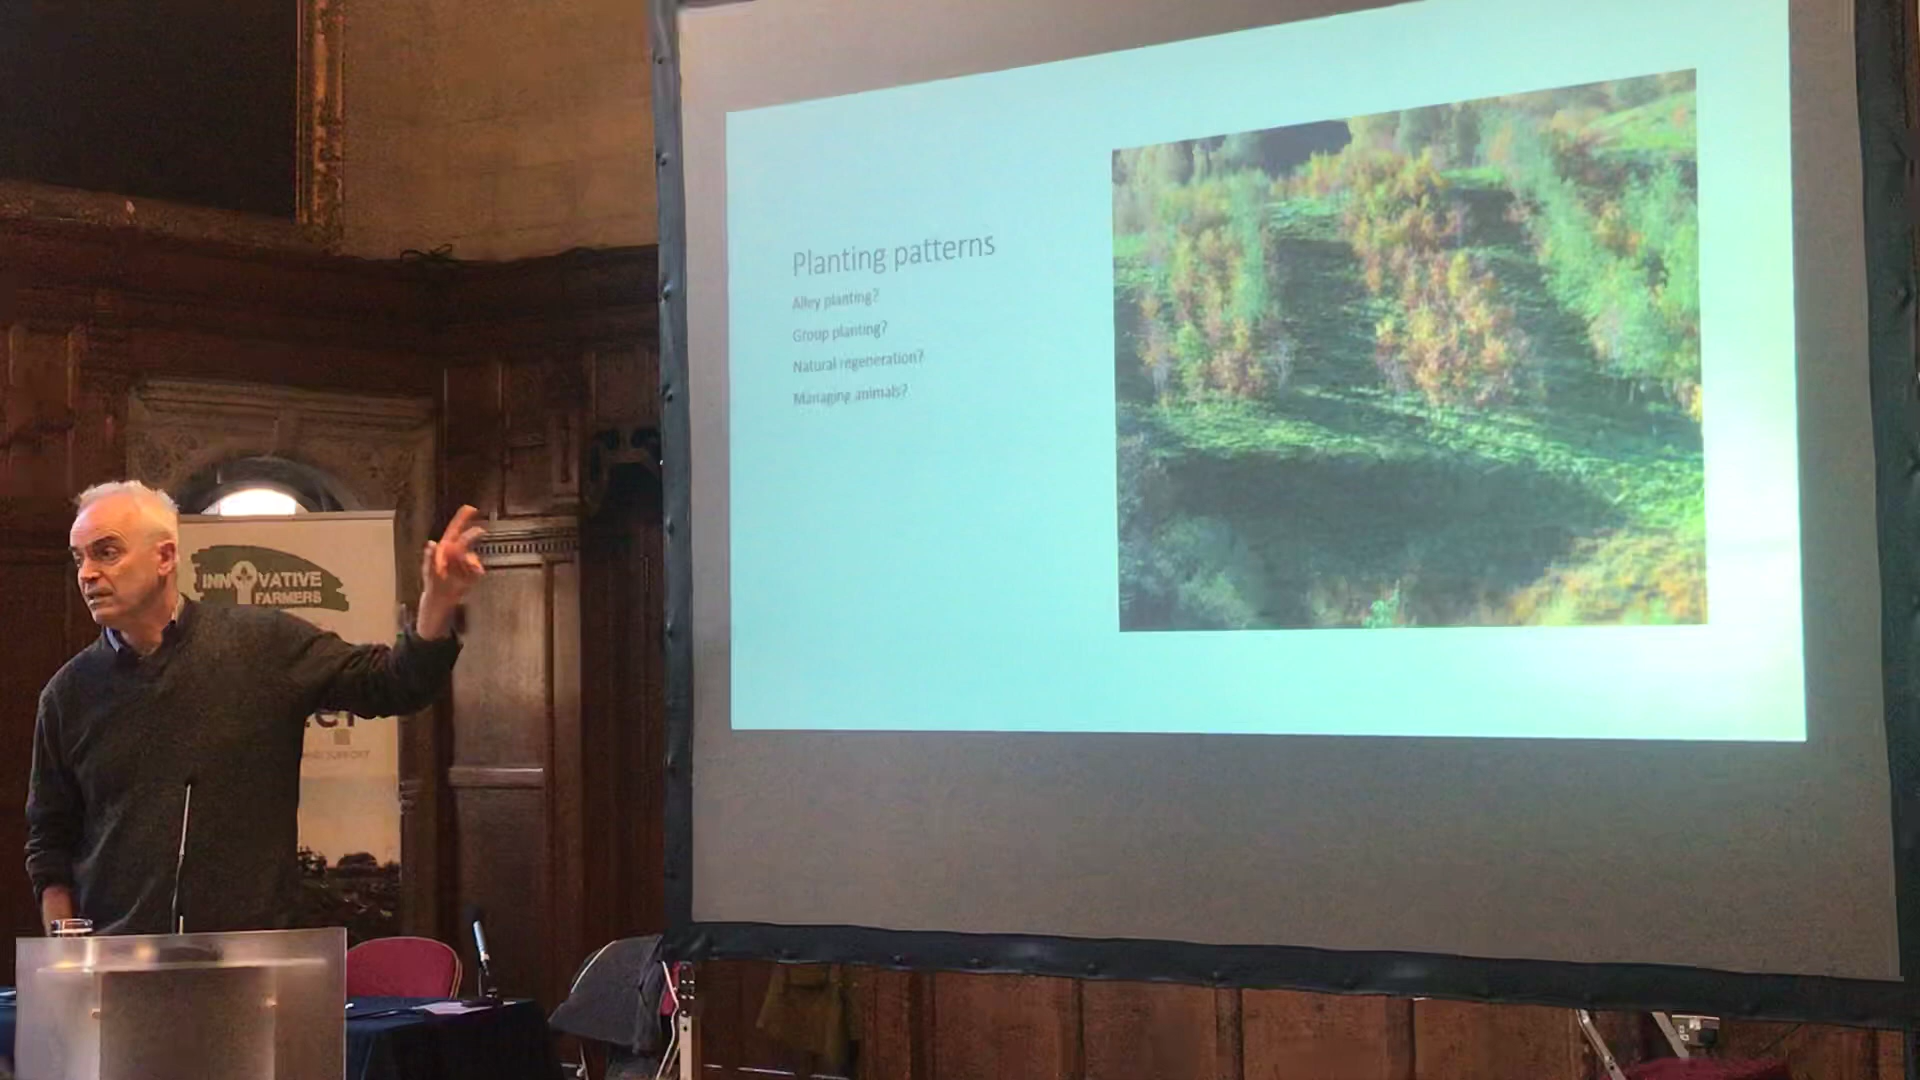 Planting patterns
Alley planting?
Group planting?
Natural regeneration?
Managing animals?
INNOVATIVE
FARMERS